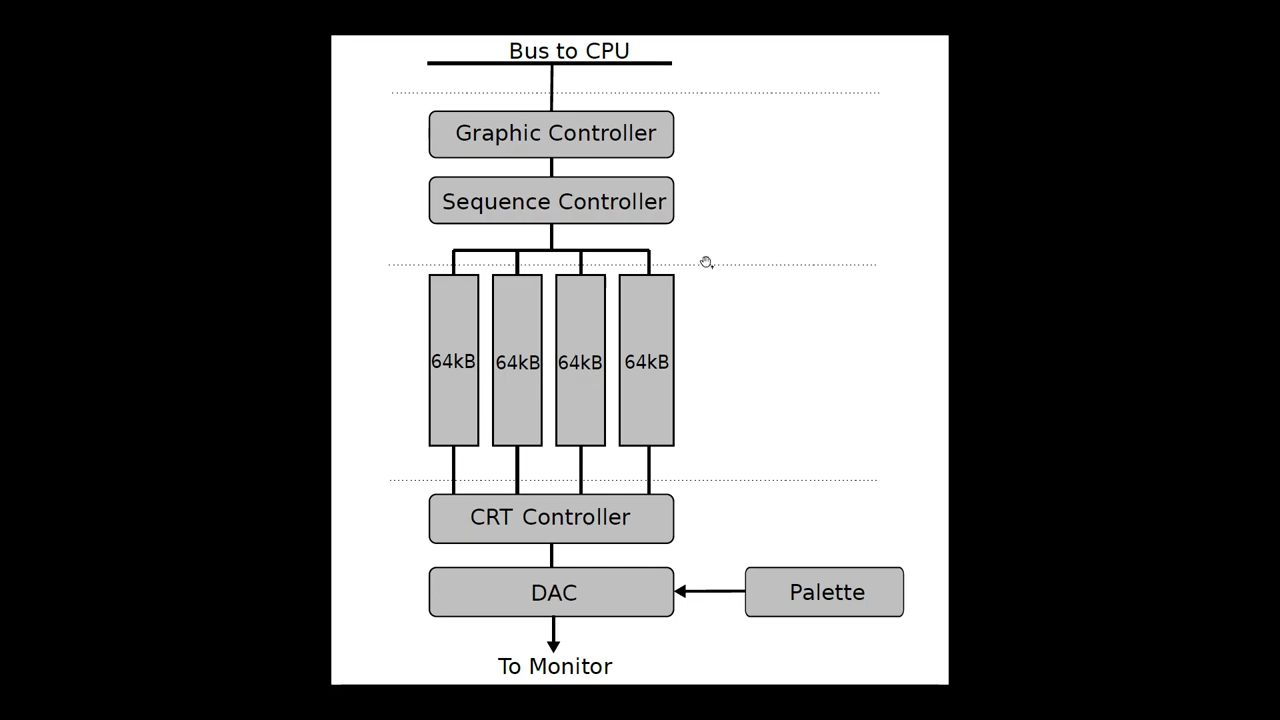 Bus to CPU
Graphic Controller
Sequence Controller
64kB
64kB
64kB
64kB
CRT Controller
DAC
Palette
To Monitor